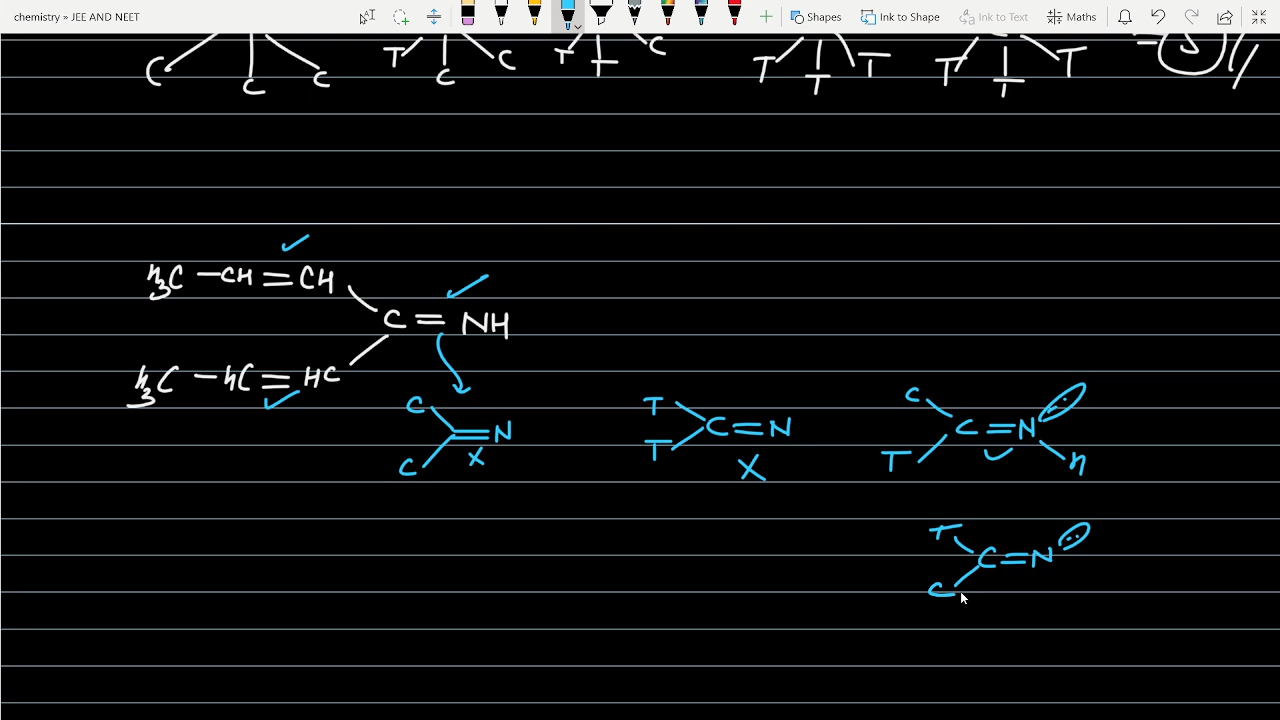 chemistry » JEE AND NEET
Shapes
Ink to Shape
Ink to Text
Maths
C C C T C C T T C T T T T T T
H3C - CH = CH
C = NH
H3C - HC = HC
C
C = N
X
T
T C = N
X
C
T C = N H
T
C C = N